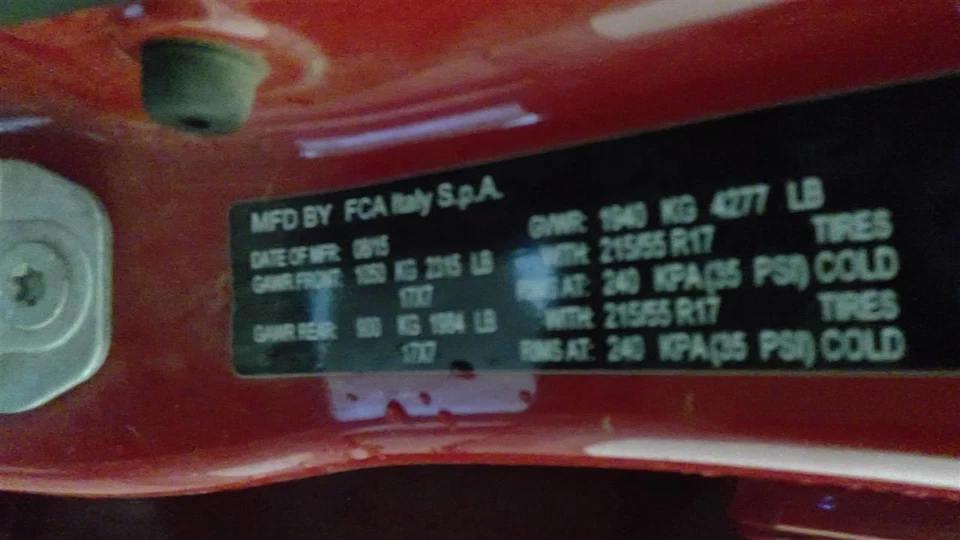 MFD BY FCA Italy S.p.A.
DATE OF MFR: 08/15 GVWR: 1940 KG 4277 LB
GAWR FRONT: 1050 KG 2315 LB WITH: 215/55 R17 TIRES
17X7 RIMS AT: 240 KPA(35 PSI) COLD
GAWR REAR: 900 KG 1984 LB WITH: 215/55 R17 TIRES
17X7 RIMS AT: 240 KPA(35 PSI) COLD